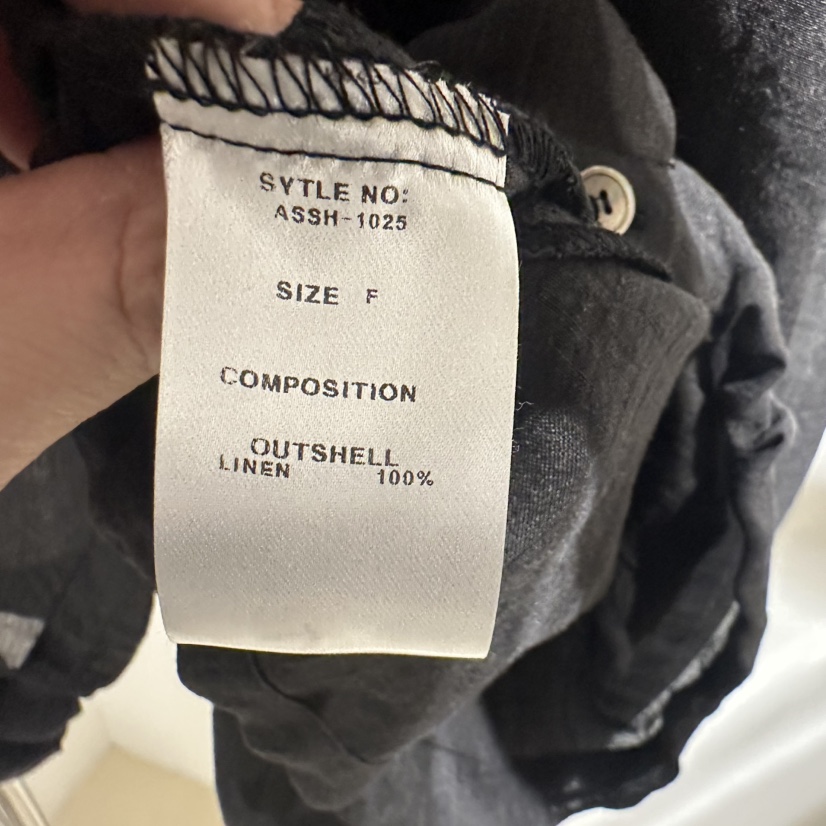 SYTLE NO:
ASSH-1025
SIZE F
COMPOSITION
OUTSHELL
LINEN 100%